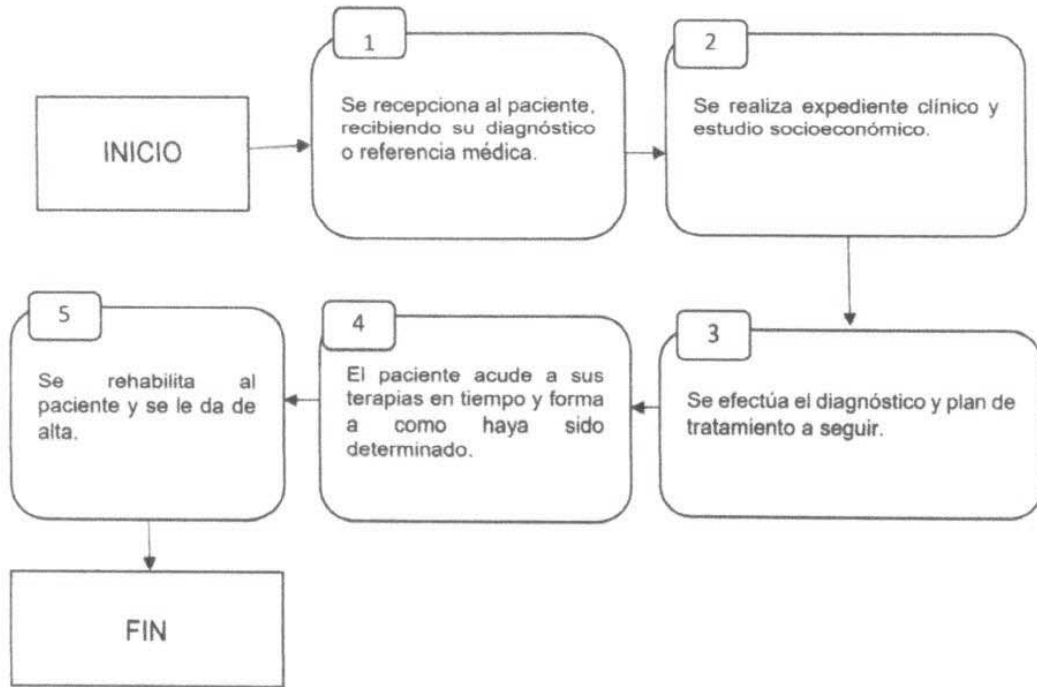 INICIO
1
Se recepciona al paciente,
recibiendo su diagnóstico
o referencia médica.
2
Se realiza expediente clínico y
estudio socioeconómico.
3
Se efectúa el diagnóstico y plan de
tratamiento a seguir.
4
El paciente acude a sus
terapias en tiempo y forma
a como haya sido
determinado.
5
Se rehabilita al
paciente y se le da de
alta.
FIN